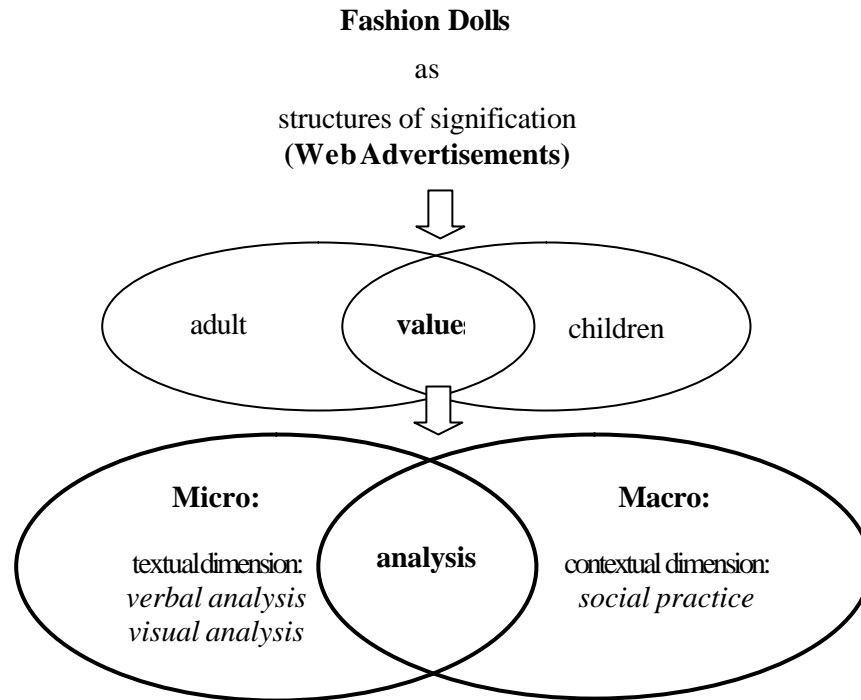 Fashion Dolls
as
structures of signification
(Web Advertisements)
adult
values
children
Micro:
textual dimension:
verbal analysis
visual analysis
analysis
Macro:
contextual dimension:
social practice